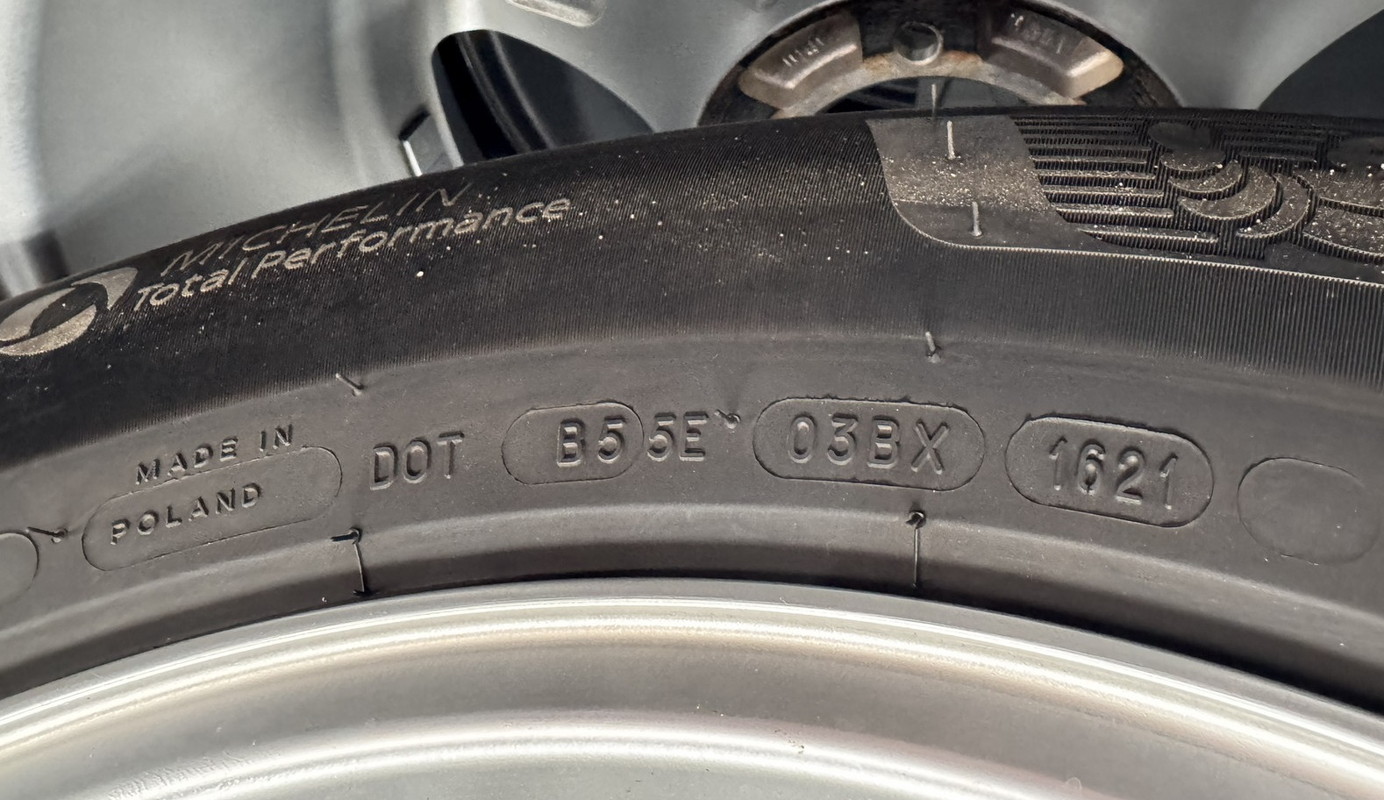 MICHELIN
Total Performance
MADE IN
POLAND
DOT B5 5E 03BX 1621